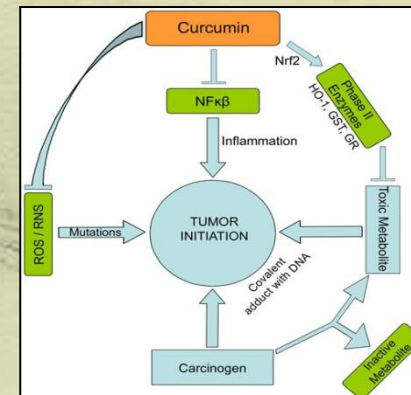 Curcumin
Nrf2
NFκβ
Phase II
Enzymes
HO-1, GST, GR
Inflammation
ROS / RNS
Mutations
TUMOR
INITIATION
Toxic Metabolite
Covalent
adduct with DNA
Carcinogen
Inactive
Metabolite